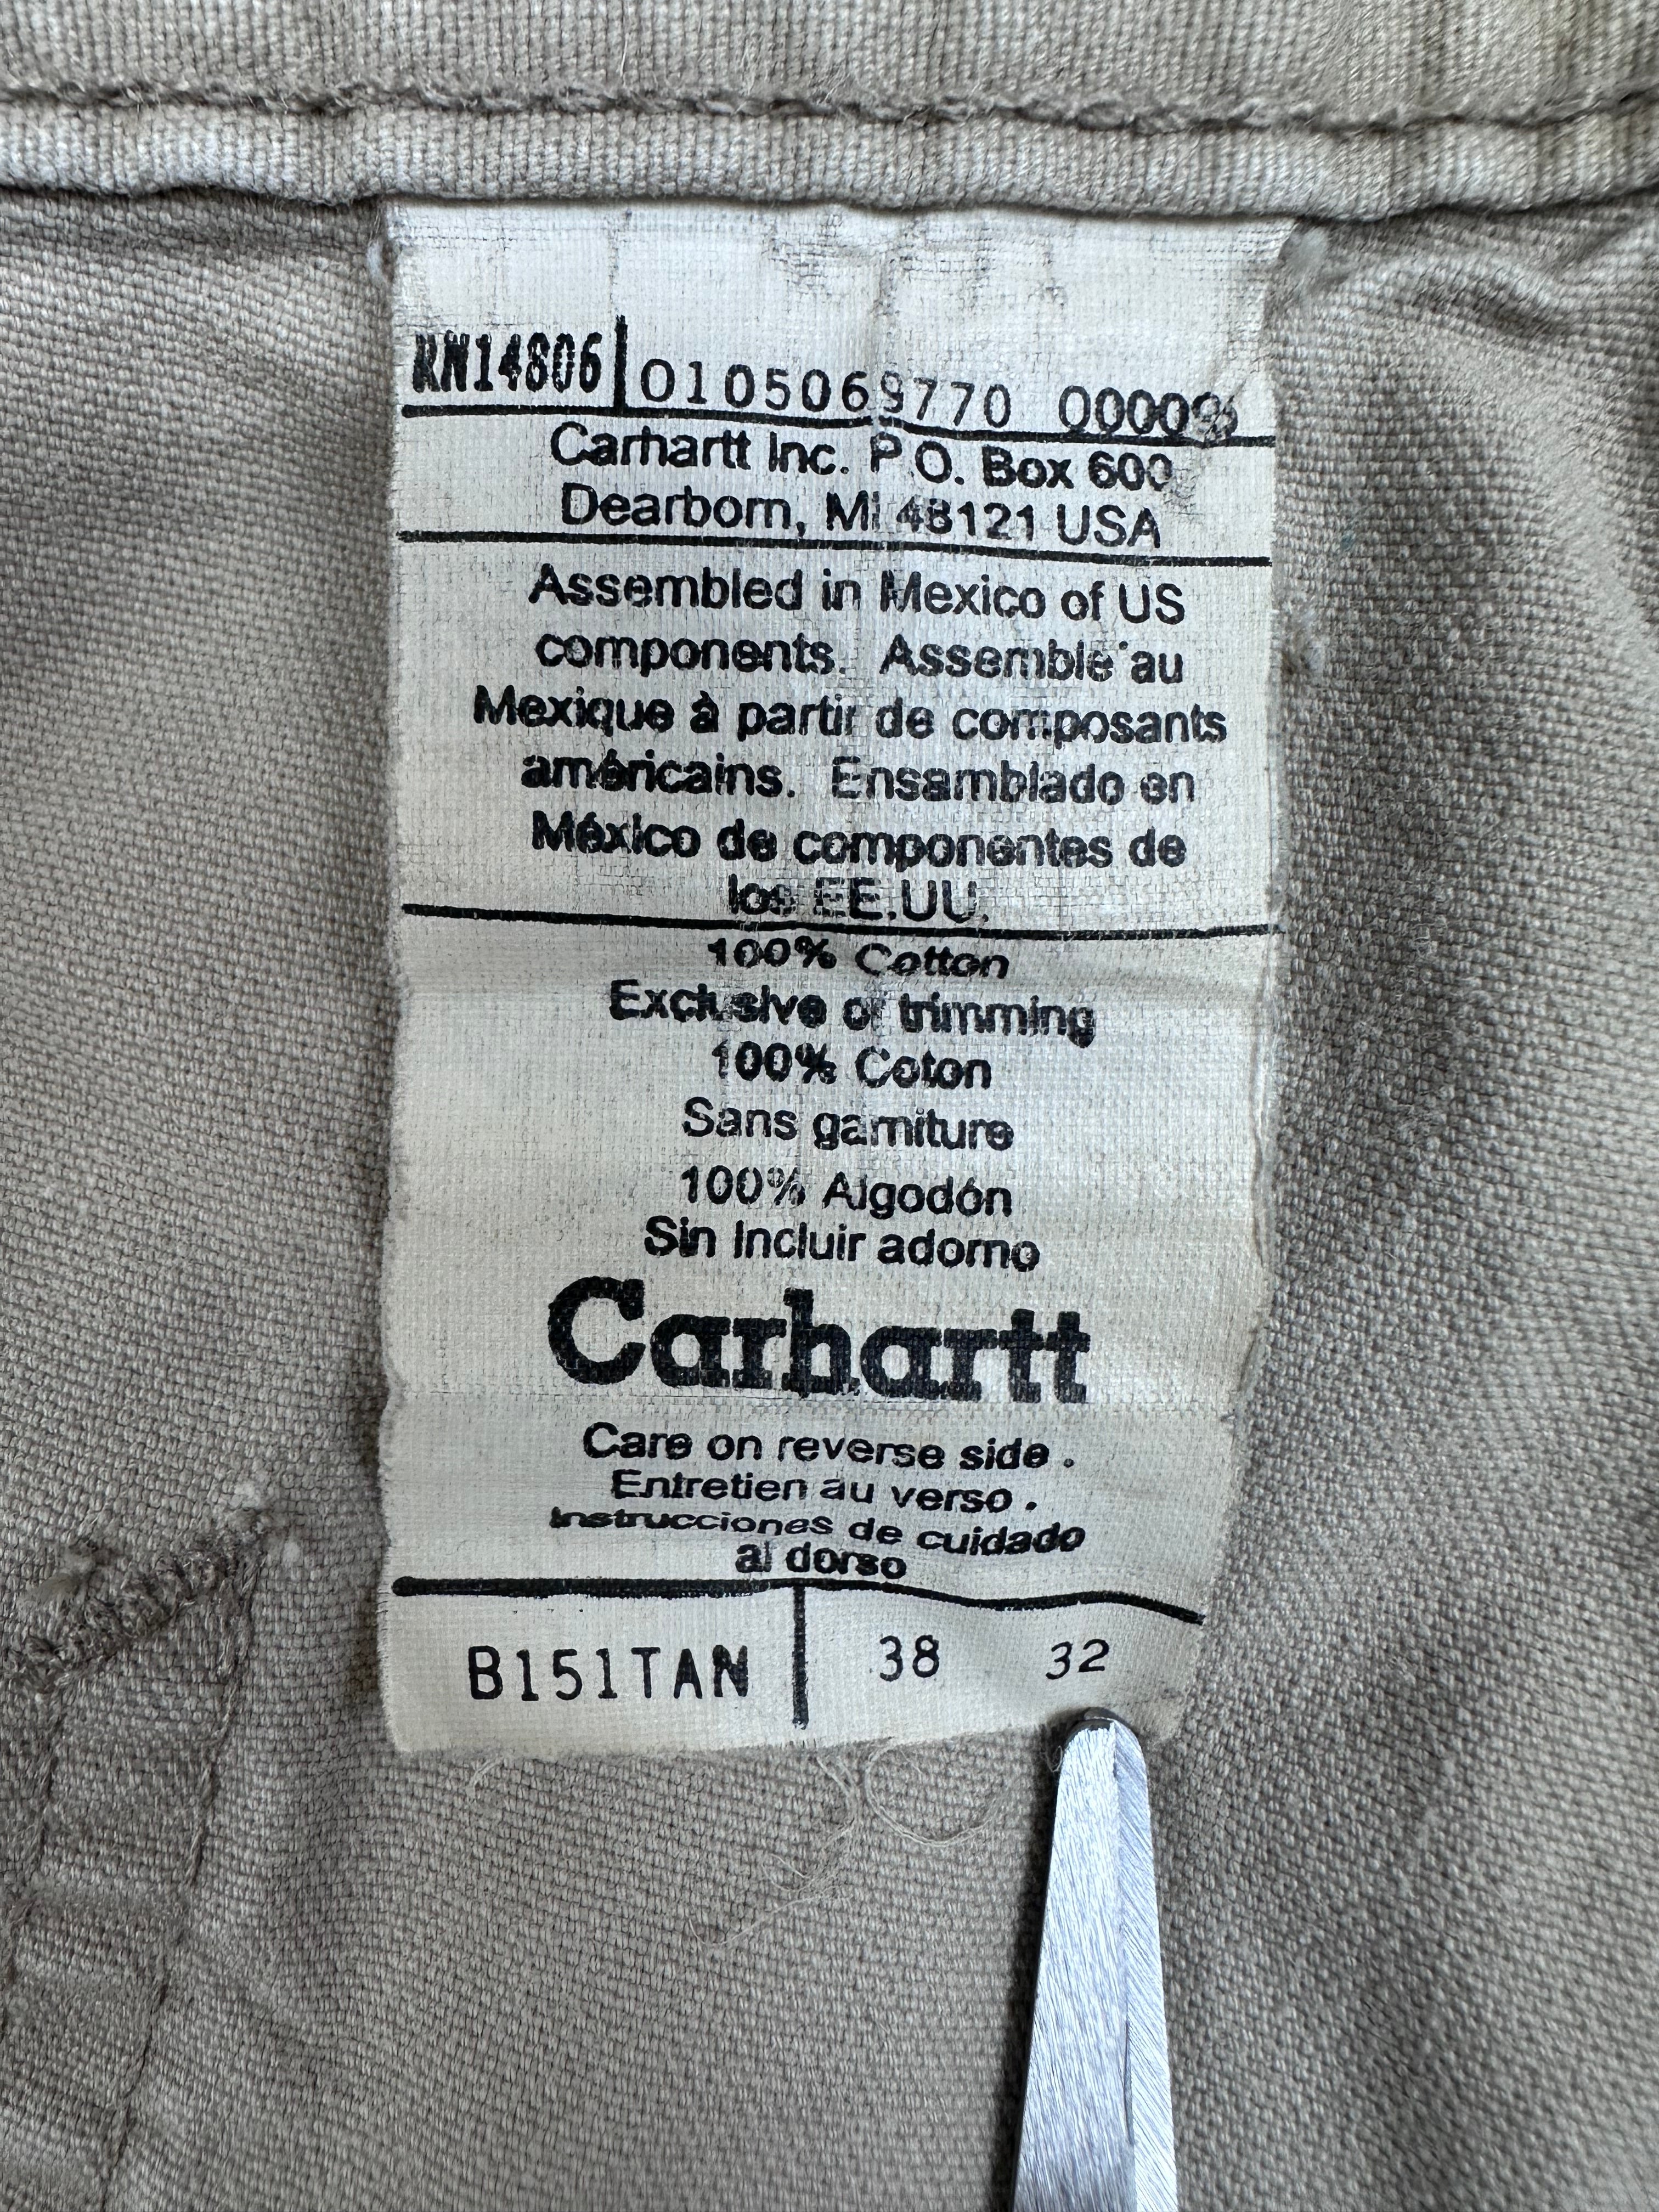 RN14806 0105069770 00009
Carhartt Inc. P.O. Box 600
Dearborn, MI 48121 USA
Assembled in Mexico of US
components. Assemble au
Mexique à partir de composants
américains. Ensamblado en
México de componentes de
los EE.UU.
100% Cotton
Exclusive of trimming
100% Coton
Sans garniture
100% Algodón
Sin Incluir adorno
Carhartt
Care on reverse side .
Entretien au verso .
Instrucciones de cuidado
al dorso
B151TAN 38 32